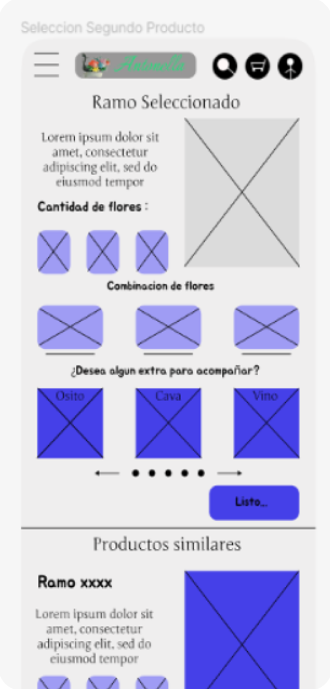 Seleccion Segundo Producto
Ramo Seleccionado
Lorem ipsum dolor sit
amet, consectetur
adipiscing elit, sed do
eiusmod tempor
Cantidad de flores :
Combinacion de flores
¿Desea algun extra para acompañar?
Osito Cava Vino
Listo..
Productos similares
Ramo xxxx
Lorem ipsum dolor sit
amet, consectetur
adipiscing elit, sed do
eiusmod tempor